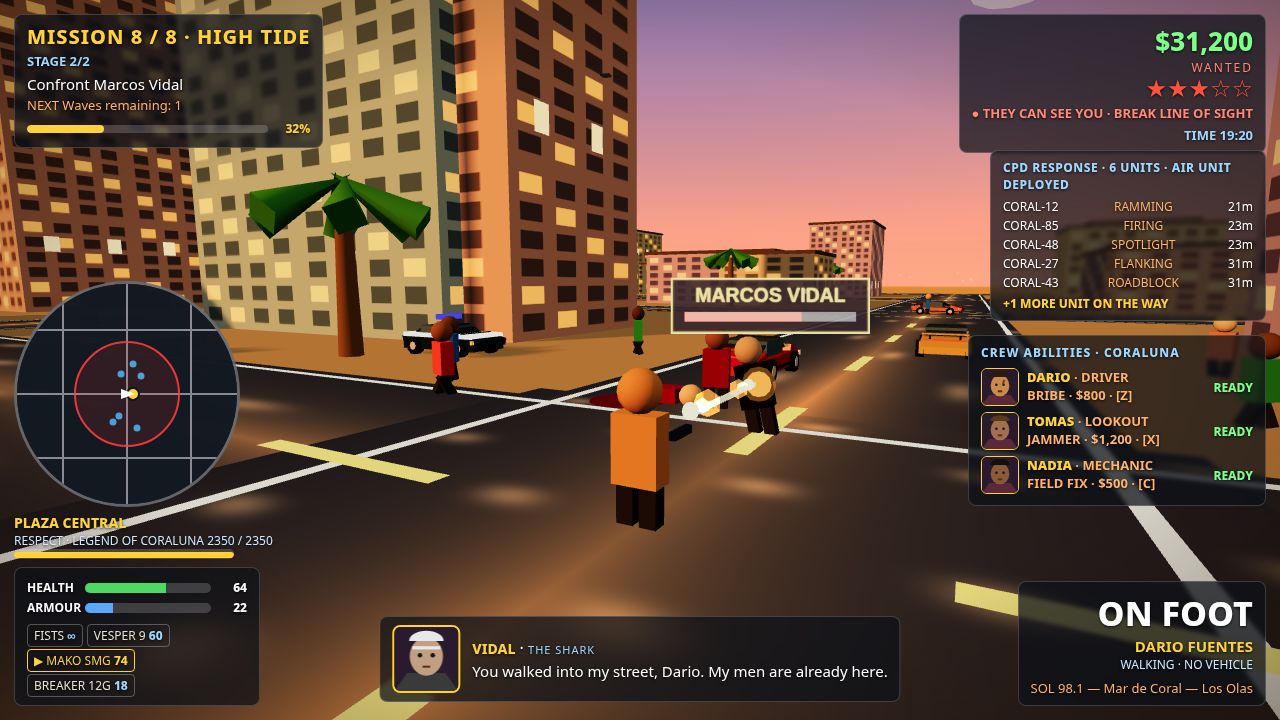 MISSION 8 / 8 · HIGH TIDE
STAGE 2/2
Confront Marcos Vidal
NEXT Waves remaining: 1
32%
$31,200
WANTED
★★★☆☆
● THEY CAN SEE YOU · BREAK LINE OF SIGHT
TIME 19:20
CPD RESPONSE · 6 UNITS · AIR UNIT
DEPLOYED
CORAL-12 RAMMING 21m
CORAL-85 FIRING 23m
CORAL-48 SPOTLIGHT 23m
CORAL-27 FLANKING 31m
CORAL-43 ROADBLOCK 31m
+1 MORE UNIT ON THE WAY
MARCOS VIDAL
CREW ABILITIES · CORALUNA
DARIO · DRIVER
BRIBE · $800 · [Z] READY
TOMAS · LOOKOUT
JAMMER · $1,200 · [X] READY
NADIA · MECHANIC
FIELD FIX · $500 · [C] READY
PLAZA CENTRAL
RESPECT · LEGEND OF CORALUNA 2350 / 2350
HEALTH 64
ARMOUR 22
FISTS ∞ VESPER 9 60
▶ MAKO SMG 74
BREAKER 12G 18
VIDAL · THE SHARK
You walked into my street, Dario. My men are already here.
ON FOOT
DARIO FUENTES
WALKING · NO VEHICLE
SOL 98.1 — Mar de Coral — Los Olas